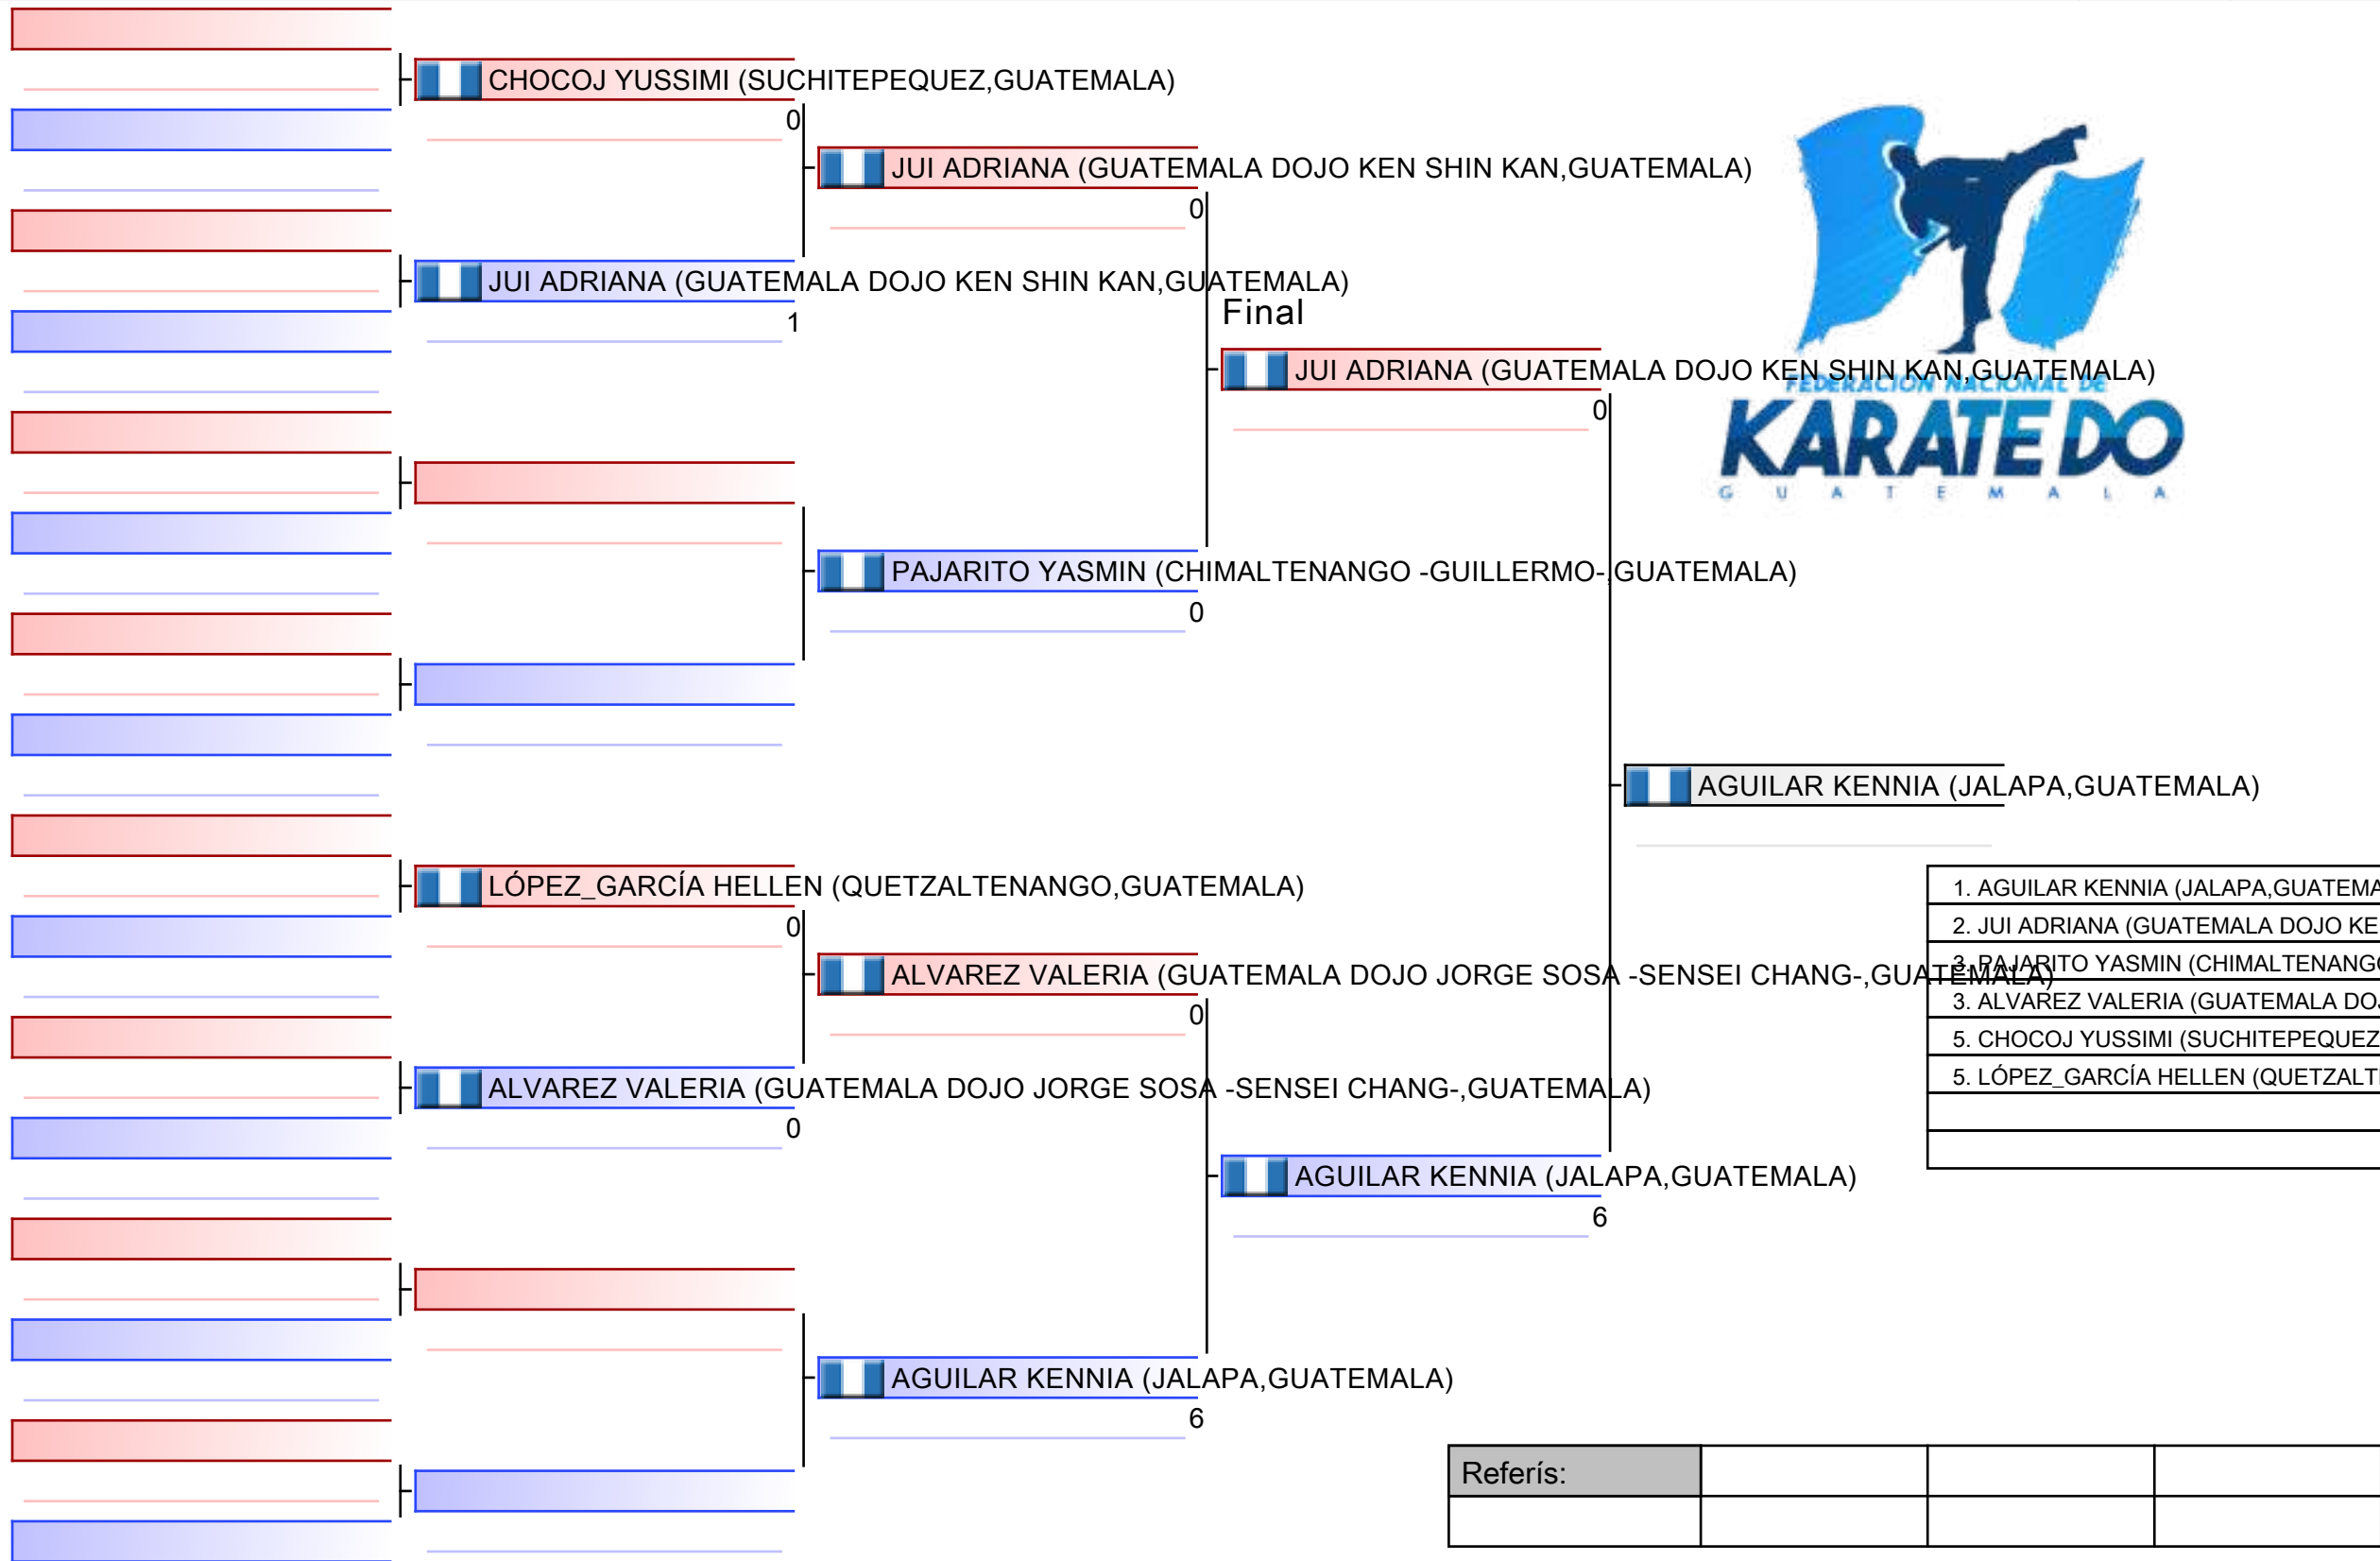 CHOCOJ YUSSIMI (SUCHITEPEQUEZ,GUATEMALA)
0
JUI ADRIANA (GUATEMALA DOJO KEN SHIN KAN,GUATEMALA)
0
JUI ADRIANA (GUATEMALA DOJO KEN SHIN KAN,GUATEMALA)
1
Final
JUI ADRIANA (GUATEMALA DOJO KEN SHIN KAN,GUATEMALA)
0
FEDERACION NACIONAL DE
KARATE DO
GUATEMALA
PAJARITO YASMIN (CHIMALTENANGO -GUILLERMO-,GUATEMALA)
0
AGUILAR KENNIA (JALAPA,GUATEMALA)
LÓPEZ_GARCÍA HELLEN (QUETZALTENANGO,GUATEMALA)
0
ALVAREZ VALERIA (GUATEMALA DOJO JORGE SOSA -SENSEI CHANG-,GUATEMALA)
0
ALVAREZ VALERIA (GUATEMALA DOJO JORGE SOSA -SENSEI CHANG-,GUATEMALA)
0
AGUILAR KENNIA (JALAPA,GUATEMALA)
6
AGUILAR KENNIA (JALAPA,GUATEMALA)
6
1. AGUILAR KENNIA (JALAPA,GUATEMA
2. JUI ADRIANA (GUATEMALA DOJO KE
3. PAJARITO YASMIN (CHIMALTENANGO
3. ALVAREZ VALERIA (GUATEMALA DOJ
5. CHOCOJ YUSSIMI (SUCHITEPEQUEZ
5. LÓPEZ_GARCÍA HELLEN (QUETZALT
Referís: